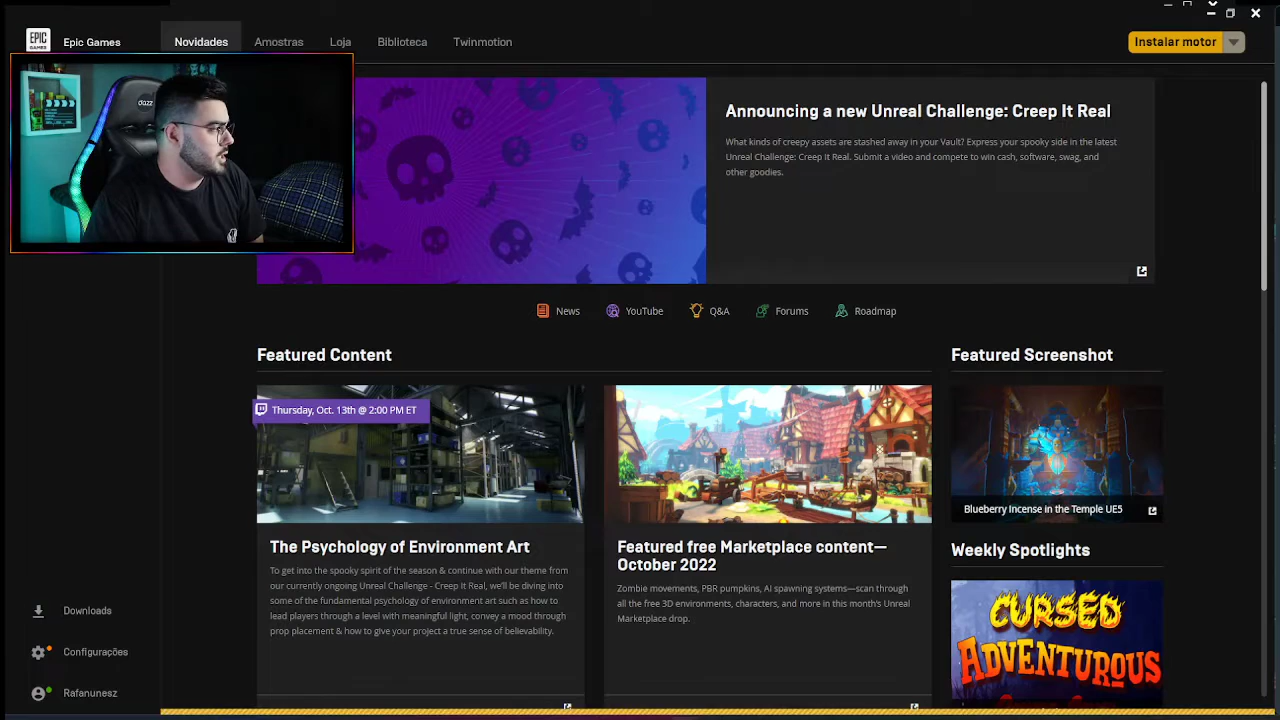 EPIC
GAMES
Epic Games
Novidades
Amostras
Loja
Biblioteca
Twinmotion
Instalar motor
dazz
Announcing a new Unreal Challenge: Creep It Real
What kinds of creepy assets are stashed away in your Vault? Express your spooky side in the latest
Unreal Challenge: Creep It Real. Submit a video and compete to win cash, software, swag, and
other goodies.
News
YouTube
Q&A
Forums
Roadmap
Featured Content
Featured Screenshot
Thursday, Oct. 13th @ 2:00 PM ET
Blueberry Incense in the Temple UE5
The Psychology of Environment Art
To get into the spooky spirit of the season & continue with our theme from
our currently ongoing Unreal Challenge - Creep It Real, we'll be diving into
some of the fundamental psychology of environment art such as how to
lead players through a level with meaningful light, convey a mood through
prop placement & how to give your project a true sense of believability.
Featured free Marketplace content—
October 2022
Zombie movements, PBR pumpkins, AI spawning systems—scan through
all the free 3D environments, characters, and more in this month's Unreal
Marketplace drop.
Weekly Spotlights
CURSED
ADVENTUROUS
Downloads
Configurações
Rafanunesz